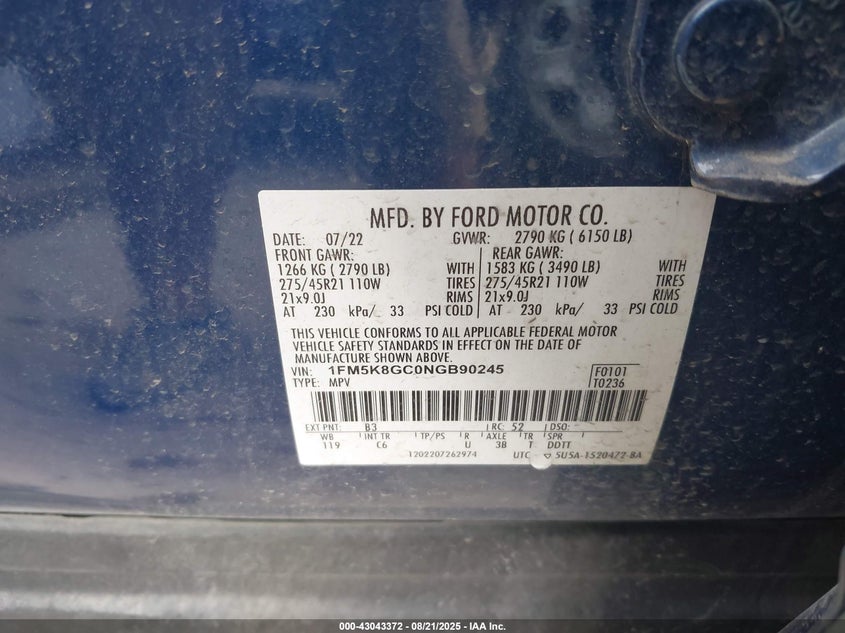 MFD. BY FORD MOTOR CO.
DATE: 07/22 GVWR: 2790 KG ( 6150 LB)
FRONT GAWR: REAR GAWR:
1266 KG ( 2790 LB) WITH 1583 KG ( 3490 LB) WITH
275/45R21 110W TIRES 275/45R21 110W TIRES
21x9.0J RIMS 21x9.0J RIMS
AT 230 kPa/ 33 PSI COLD AT 230 kPa/ 33 PSI COLD
THIS VEHICLE CONFORMS TO ALL APPLICABLE FEDERAL MOTOR
VEHICLE SAFETY STANDARDS IN EFFECT ON THE DATE OF
MANUFACTURE SHOWN ABOVE.
VIN: 1FM5K8GC0NGB90245 F0101
TYPE: MPV T0236
EXT PNT: B3 RC: 52 DSO:
WB INT TR TP/PS R AXLE TR SPR
119 C6 U 38 T DDTT
1202207262974 UTC 5U5A-1520472-BA
000-43043372 - 08/21/2025 - IAA Inc.